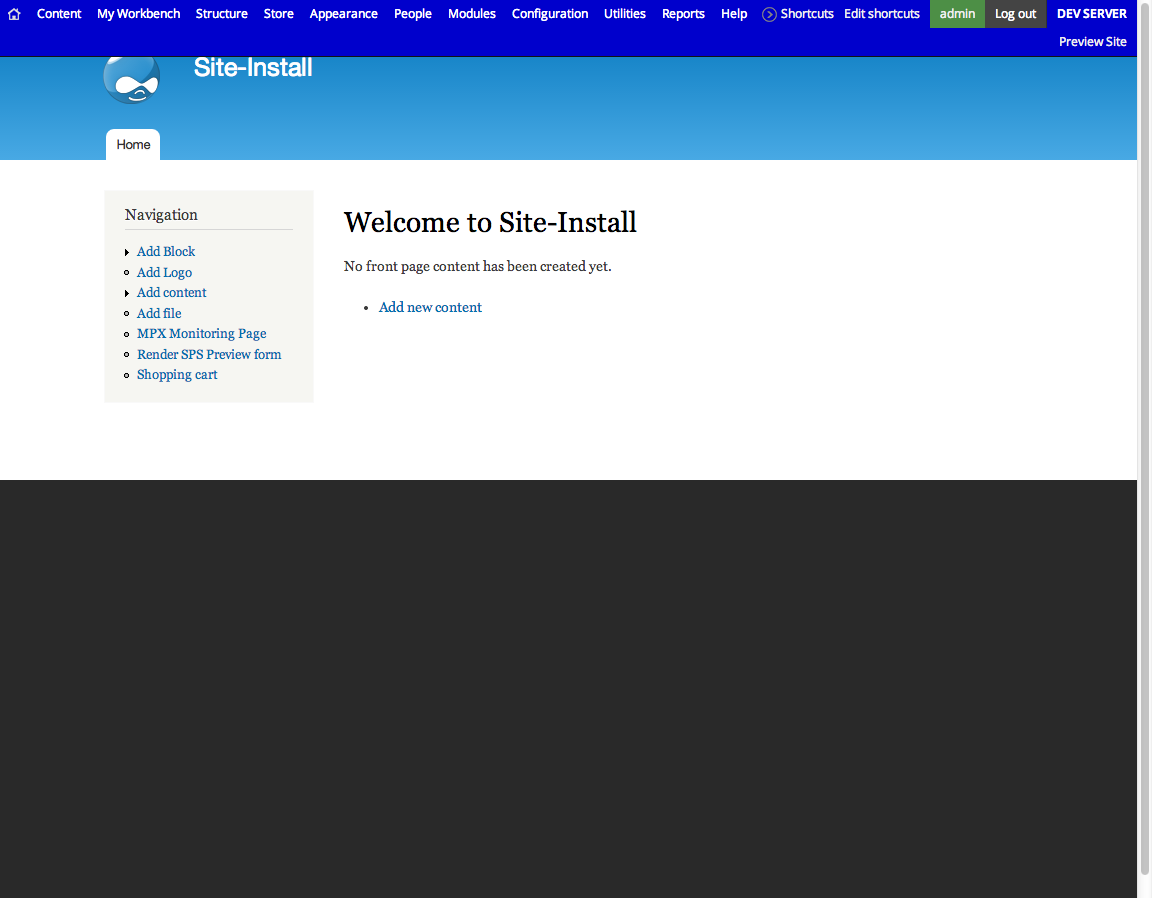 Content My Workbench Structure Store Appearance People Modules Configuration Utilities Reports Help Shortcuts Edit shortcuts admin Log out DEV SERVER
Preview Site
Site-Install
Home
Navigation
Add Block
Add Logo
Add content
Add file
MPX Monitoring Page
Render SPS Preview form
Shopping cart
Welcome to Site-Install
No front page content has been created yet.
Add new content